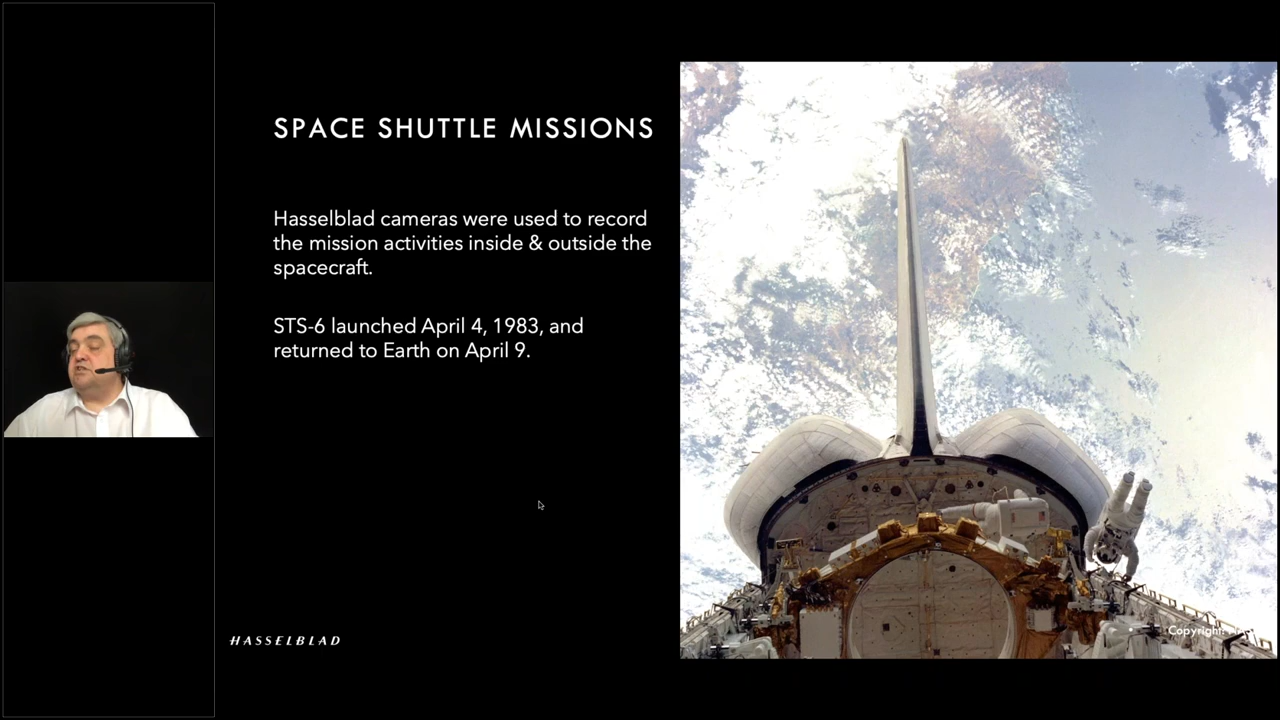 SPACE SHUTTLE MISSIONS
Hasselblad cameras were used to record
the mission activities inside & outside the
spacecraft.
STS-6 launched April 4, 1983, and
returned to Earth on April 9.
HASSELBLAD
Copyright: